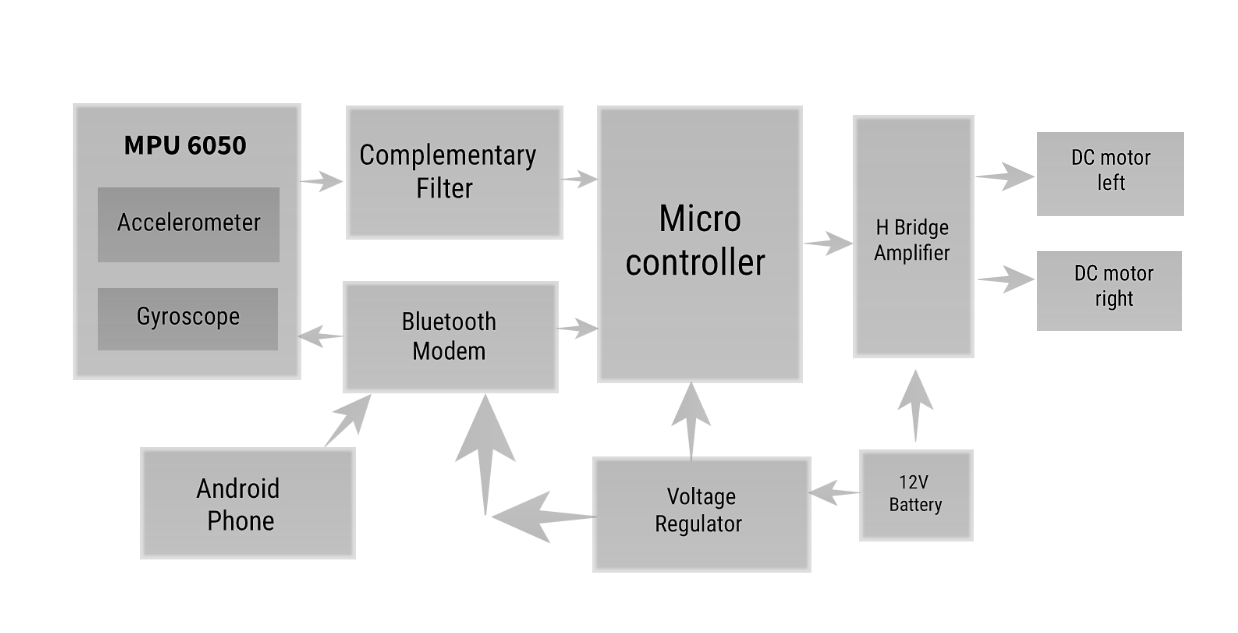 MPU 6050
Accelerometer
Gyroscope
Complementary
Filter
Bluetooth
Modem
Android
Phone
Micro
controller
Voltage
Regulator
H Bridge
Amplifier
12V
Battery
DC motor
left
DC motor
right